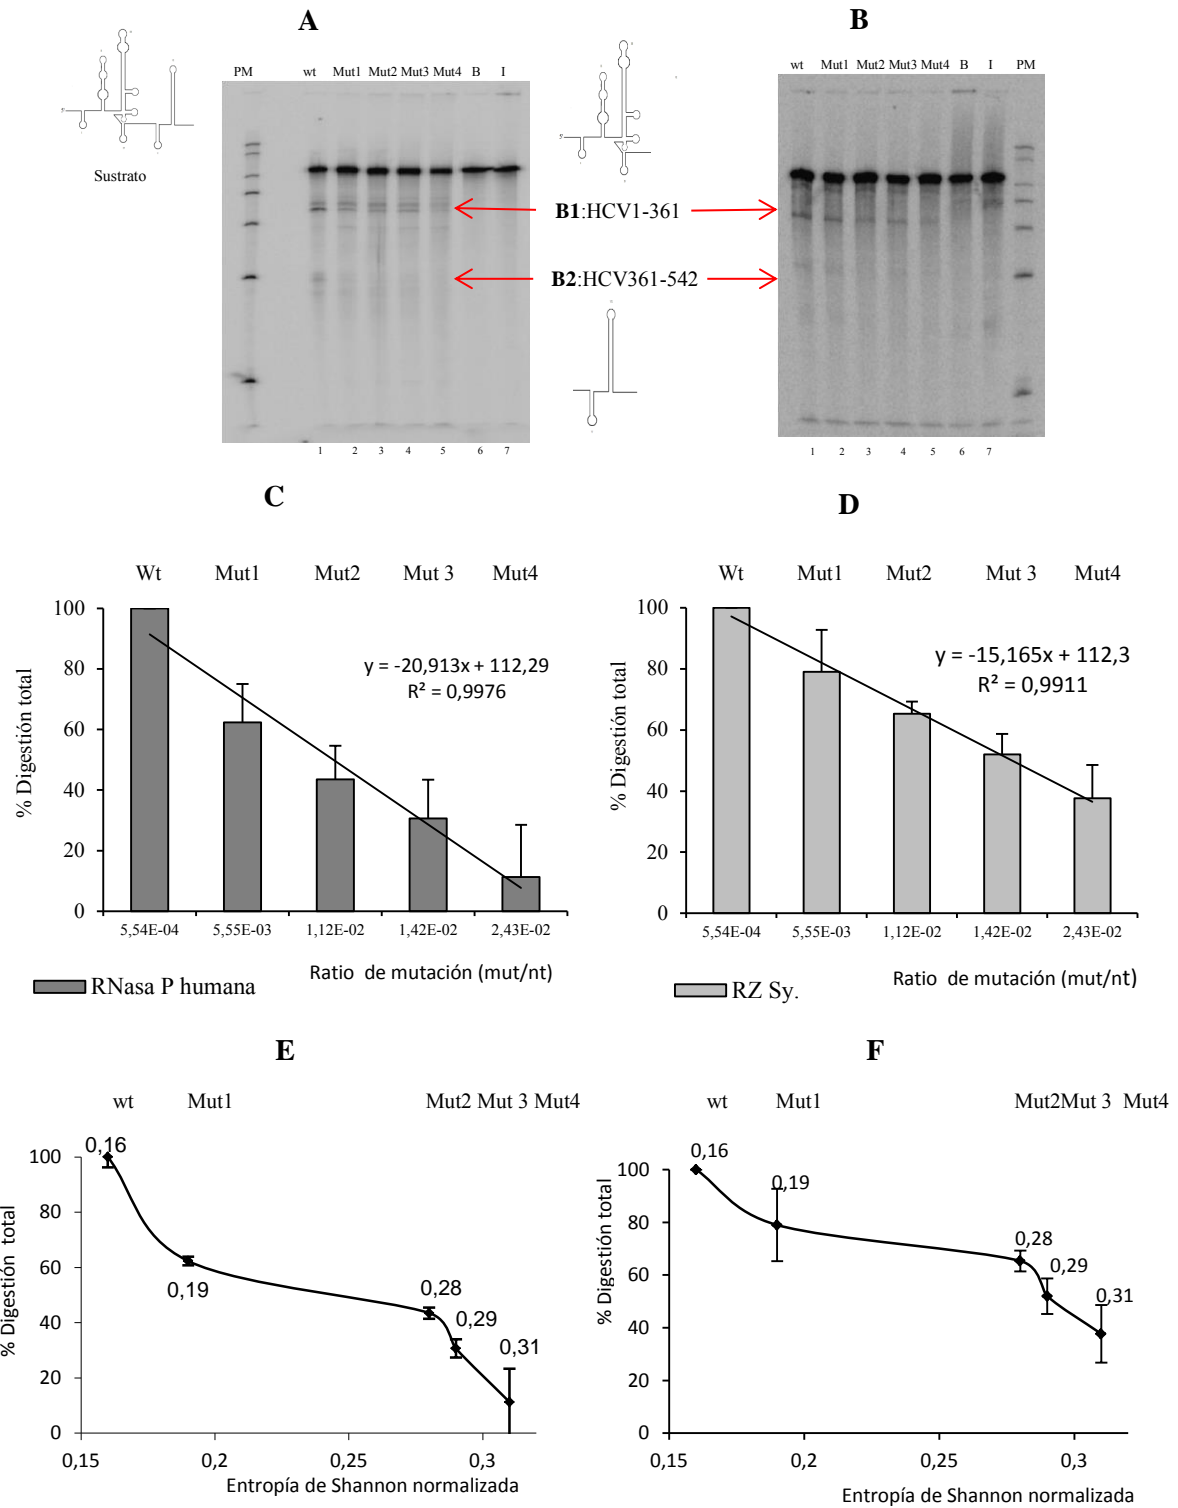 A
B
PM wt Mut1 Mut2 Mut3 Mut4 B I
wt Mut1 Mut2 Mut3 Mut4 B I PM
5'
Sustrato
B1:HCV1-361
B2:HCV361-542
1 2 3 4 5 6 7
1 2 3 4 5 6 7
C
Wt Mut1 Mut2 Mut 3 Mut4
% Digestión total
100
80
60
40
20
0
y = -20,913x + 112,29
R² = 0,9976
5,54E-04 5,55E-03 1,12E-02 1,42E-02 2,43E-02
Ratio de mutación (mut/nt)
RNasa P humana
D
Wt Mut1 Mut2 Mut 3 Mut4
% Digestión total
100
80
60
40
20
0
y = -15,165x + 112,3
R² = 0,9911
5,54E-04 5,55E-03 1,12E-02 1,42E-02 2,43E-02
Ratio de mutación (mut/nt)
RZ Sy.
E
wt Mut1 Mut2 Mut 3 Mut4
% Digestión total
100
80
60
40
20
0
0,16
0,19
0,28
0,29
0,31
0,15 0,2 0,25 0,3
Entropía de Shannon normalizada
F
wt Mut1 Mut2Mut 3 Mut4
% Digestión total
100
80
60
40
20
0
0,16
0,19
0,28
0,29
0,31
0,15 0,2 0,25 0,3
Entropía de Shannon normalizada